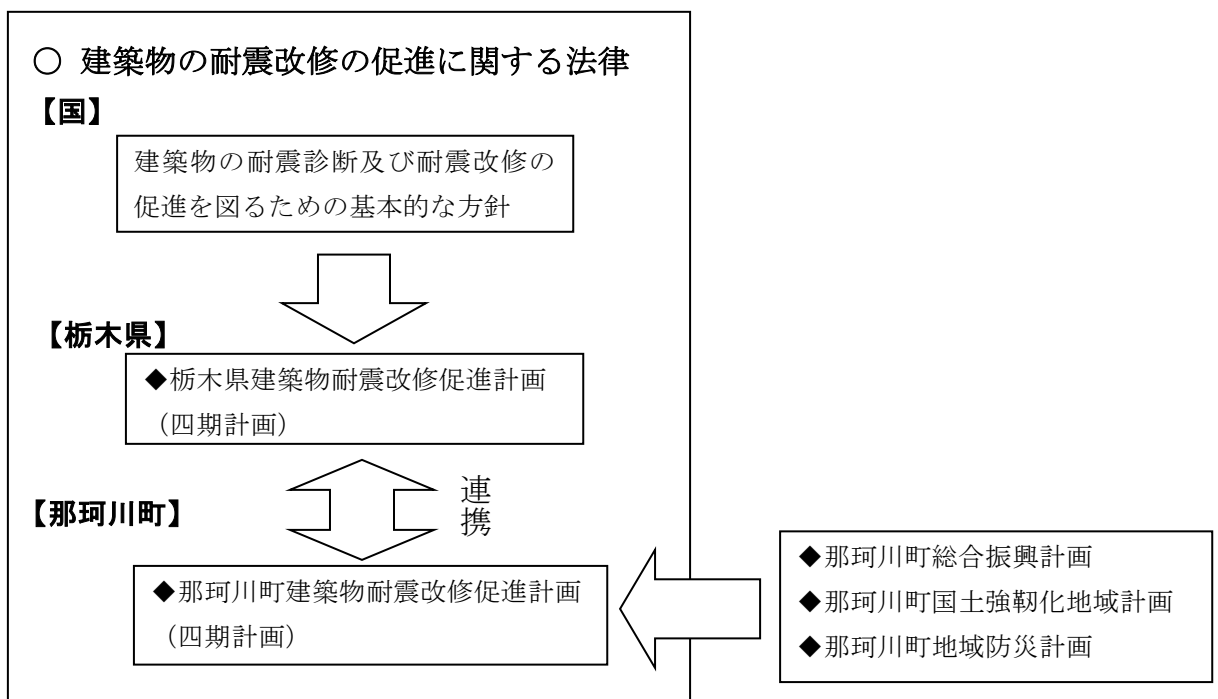 ○ 建築物の耐震改修の促進に関する法律
【国】
建築物の耐震診断及び耐震改修の
促進を図るための基本的な方針
【栃木県】
◆栃木県建築物耐震改修促進計画
（四期計画）
連携
【那珂川町】
◆那珂川町建築物耐震改修促進計画
（四期計画）
◆那珂川町総合振興計画
◆那珂川町国土強靱化地域計画
◆那珂川町地域防災計画